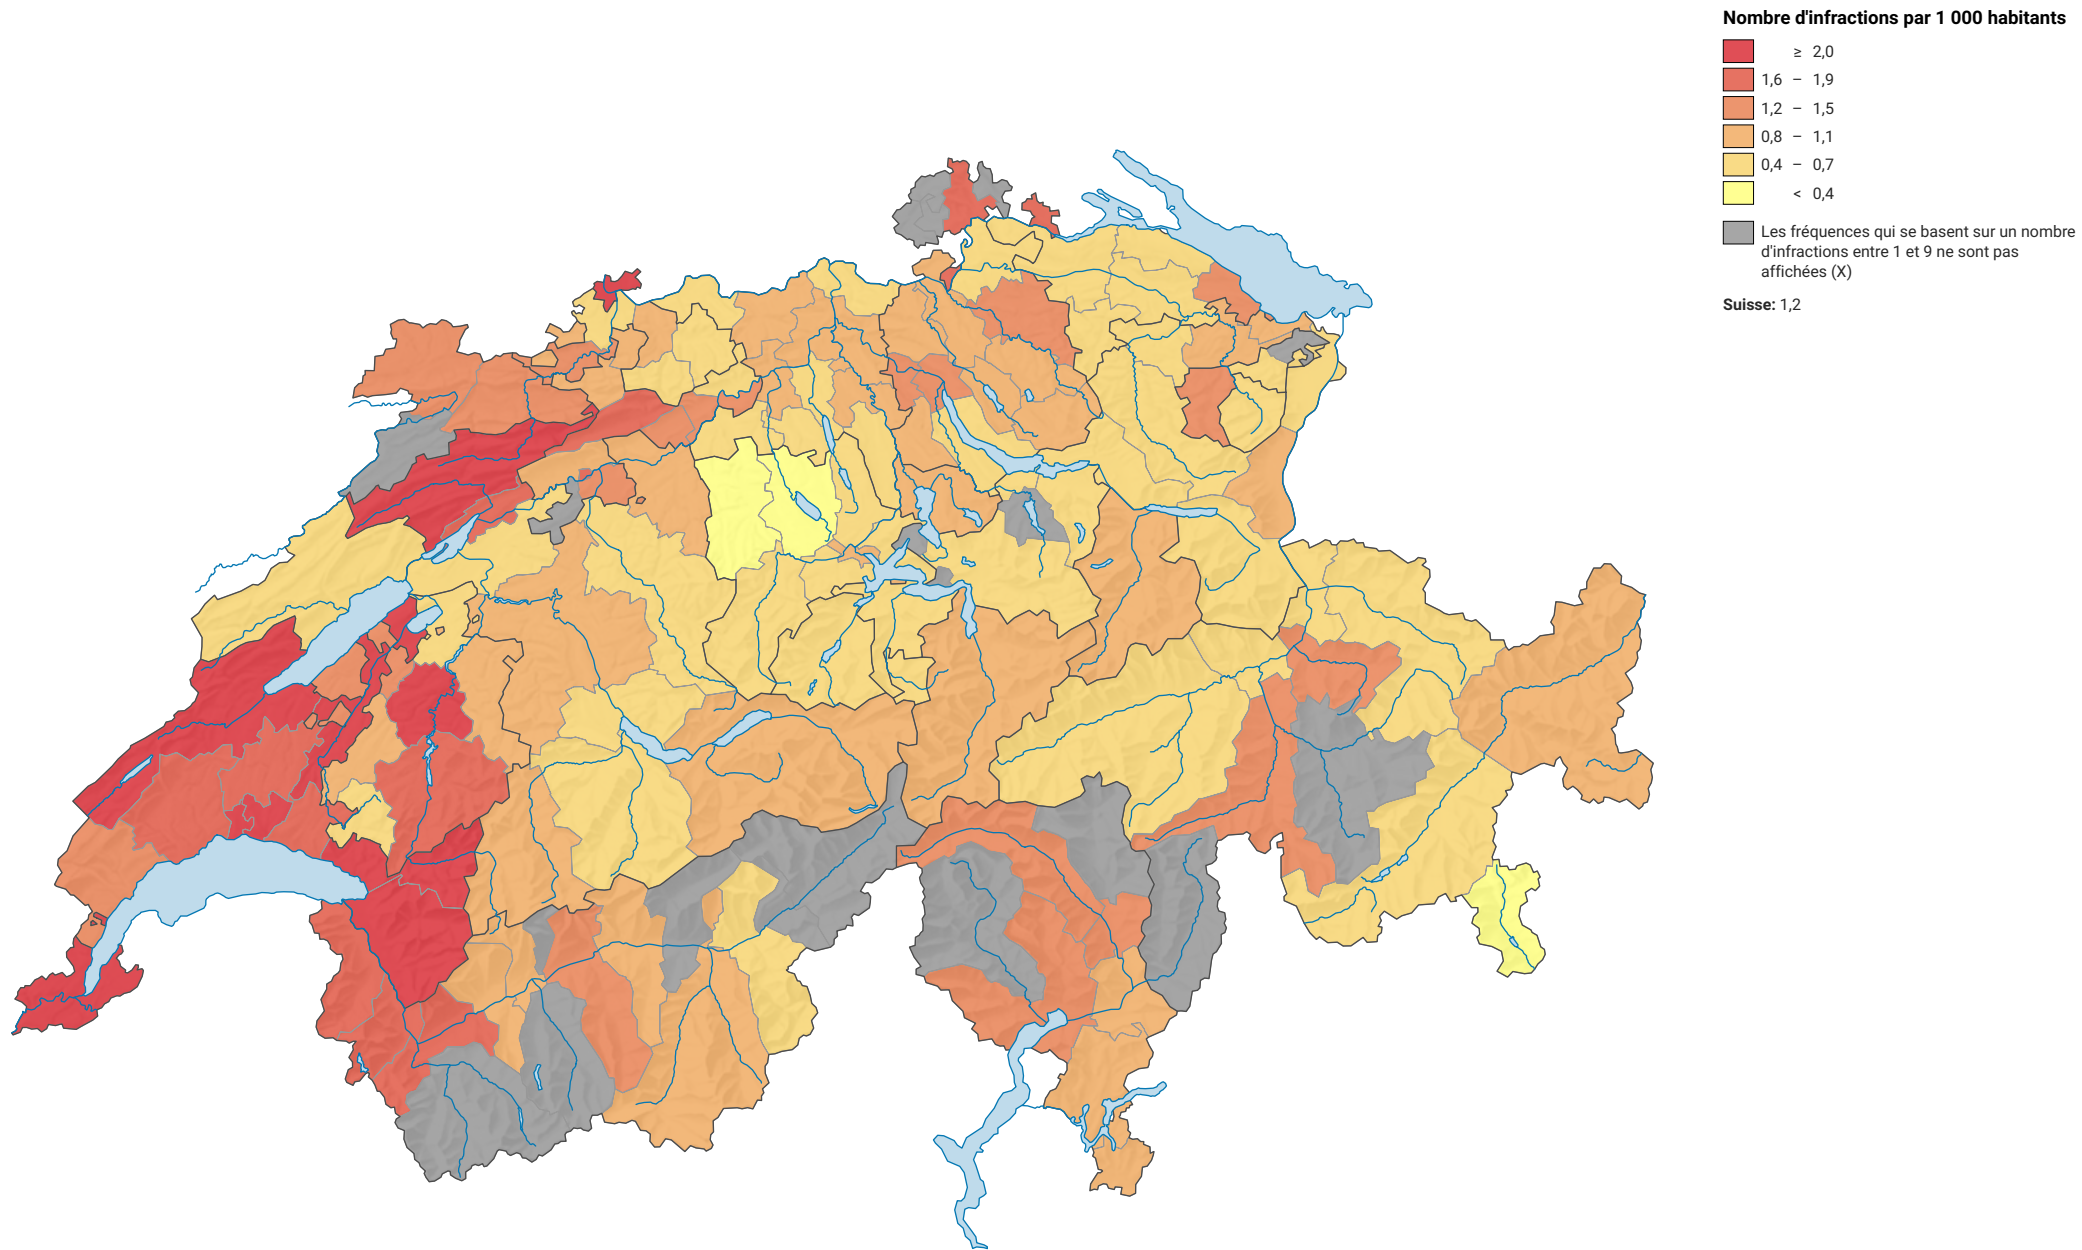 Nombre d'infractions par 1 000 habitants
≥ 2,0
1,6 – 1,9
1,2 – 1,5
0,8 – 1,1
0,4 – 0,7
< 0,4
Les fréquences qui se basent sur un nombre
d'infractions entre 1 et 9 ne sont pas
affichées (X)
Suisse: 1,2